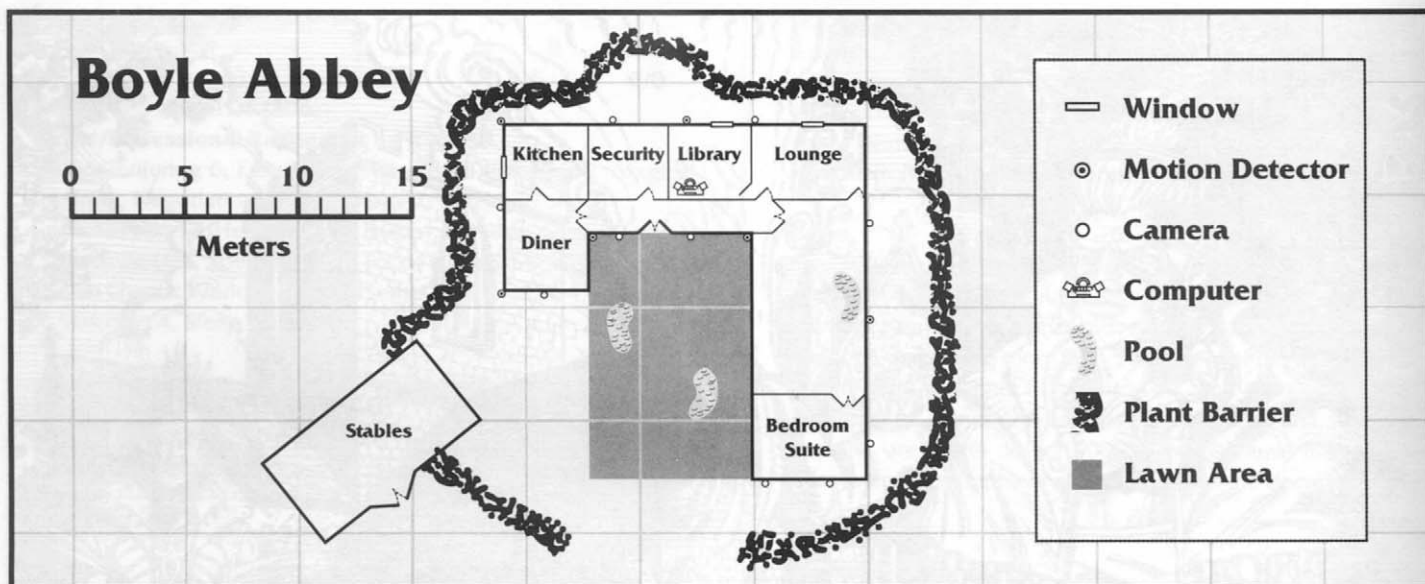 Boyle Abbey
0 5 10 15
Meters
Kitchen Security Library Lounge
Diner
Stables
Bedroom
Suite
Window
Motion Detector
Camera
Computer
Pool
Plant Barrier
Lawn Area